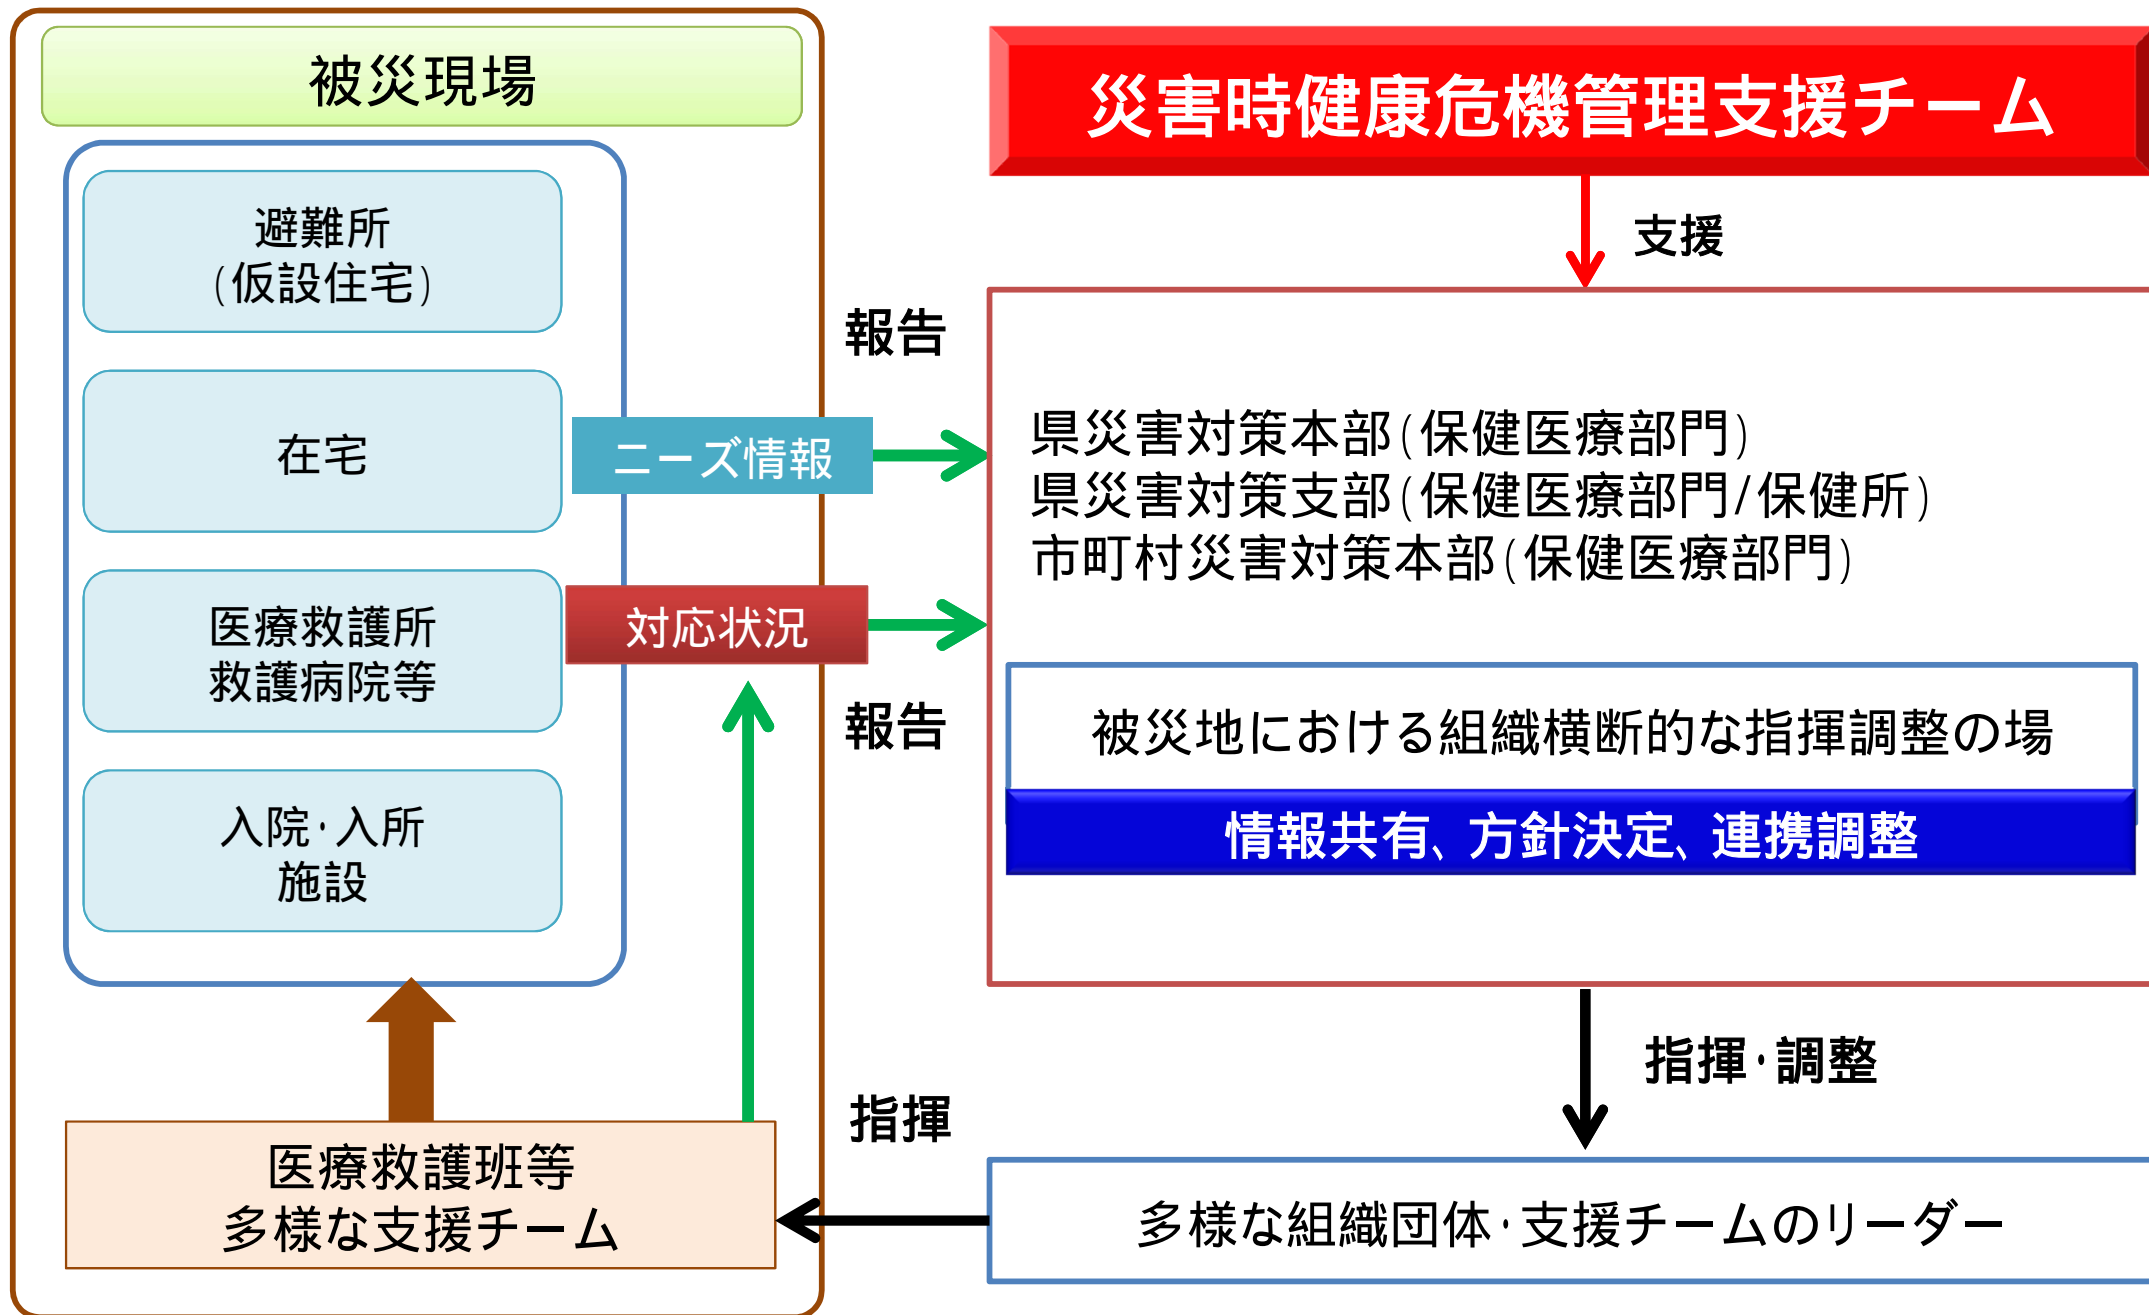 被災現場
避難所
(仮設住宅)
在宅
医療救護所
救護病院等
入院・入所
施設
ニーズ情報
対応状況
医療救護班等
多様な支援チーム
報告
報告
指揮
災害時健康危機管理支援チーム
支援
県災害対策本部(保健医療部門)
県災害対策支部(保健医療部門/保健所)
市町村災害対策本部(保健医療部門)
被災地における組織横断的な指揮調整の場
情報共有、方針決定、連携調整
指揮・調整
多様な組織団体・支援チームのリーダー